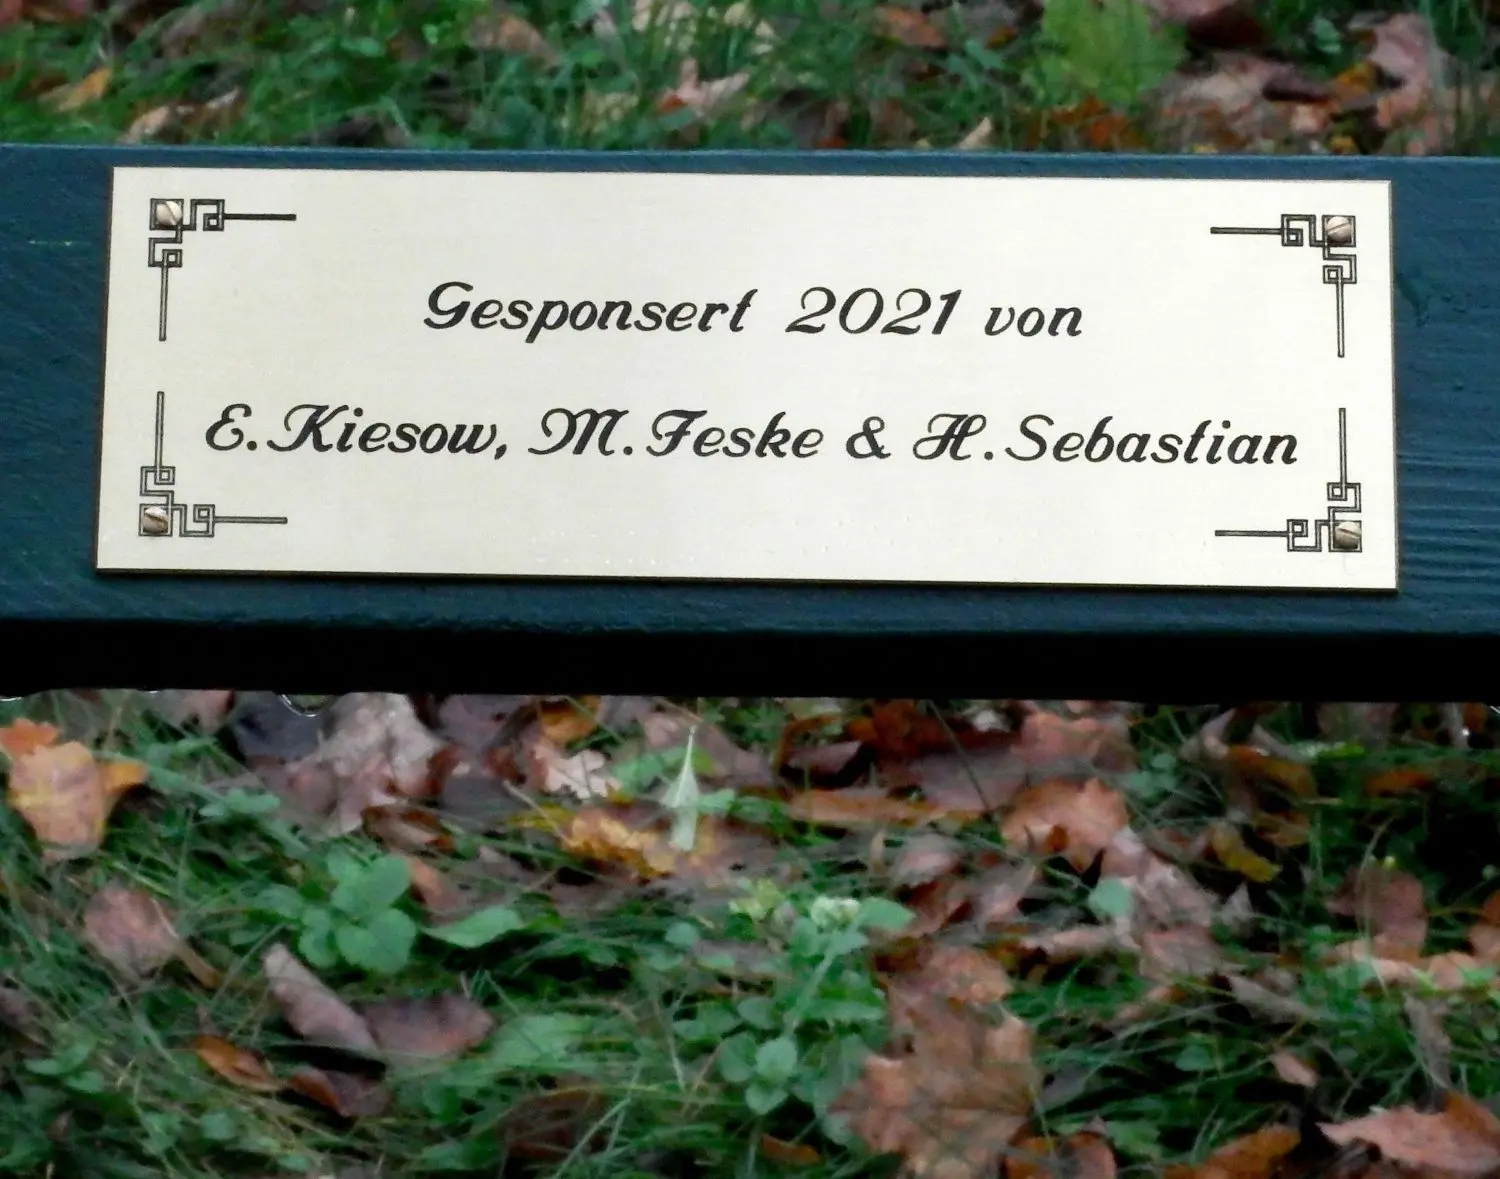 Gesponsert 2021 von
E. Kiesow, M. Feske & H. Sebastian